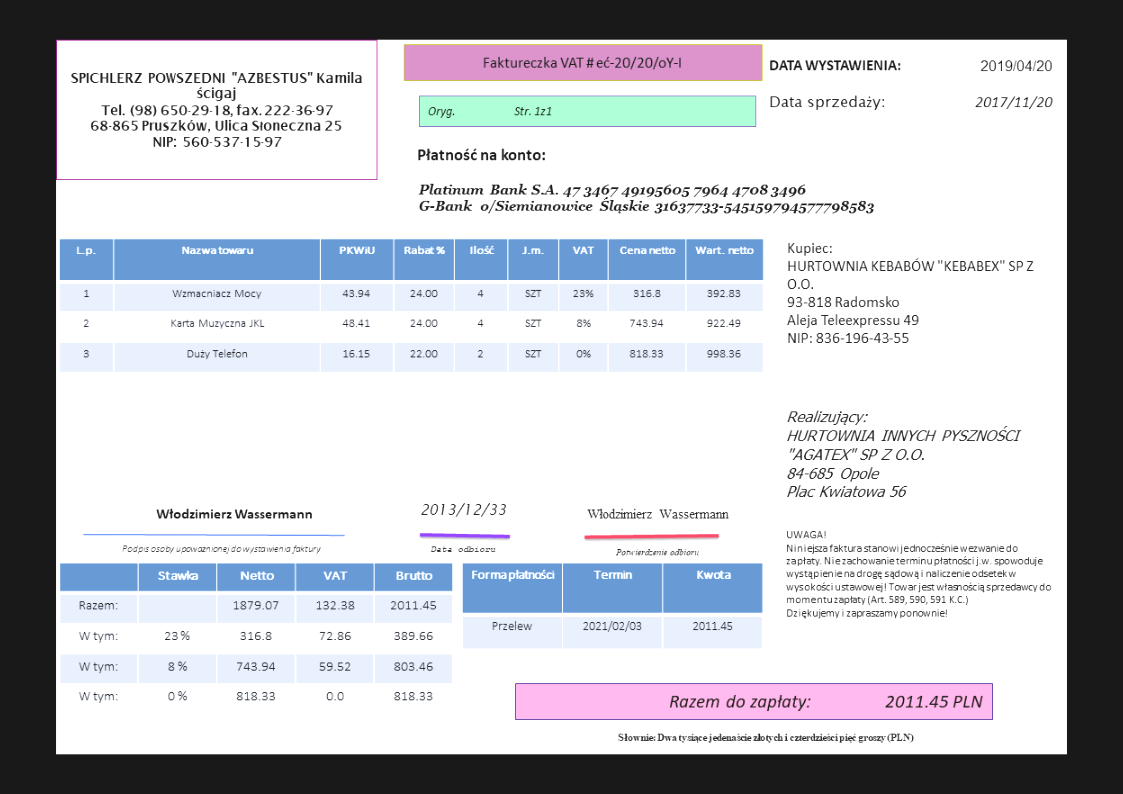 SPICHLERZ POWSZEDNI "AZBESTUS" Kamila
ścigaj
Tel. (98) 650-29-18, fax. 222-36-97
68-865 Pruszków, Ulica Słoneczna 25
NIP: 560-537-15-97
Faktureczka VAT # eć-20/20/oY-I
Oryg. Str. 1z1
DATA WYSTAWIENIA: 2019/04/20
Data sprzedaży: 2017/11/20
Płatność na konto:
Platinum Bank S.A. 47 3467 49195605 7964 4708 3496
G-Bank o/Siemianowice Śląskie 31637733-545159794577798583
L.p. Nazwa towaru PKWiU Rabat % Ilość J.m. VAT Cena netto Wart. netto
1 Wzmacniacz Mocy 43.94 24.00 4 SZT 23% 316.8 392.83
2 Karta Muzyczna JKL 48.41 24.00 4 SZT 8% 743.94 922.49
3 Duży Telefon 16.15 22.00 2 SZT 0% 818.33 998.36
Kupiec:
HURTOWNIA KEBABÓW "KEBABEX" SP Z
O.O.
93-818 Radomsko
Aleja Teleexpressu 49
NIP: 836-196-43-55
Realizujący:
HURTOWNIA INNYCH PYSZNOŚCI
"AGATEX" SP Z O.O.
84-685 Opole
Plac Kwiatowa 56
Włodzimierz Wassermann
Podpis osoby upoważnionej do wystawienia faktury
2013/12/33
Data odbioru
Włodzimierz Wassermann
Potwierdzenie odbioru
UWAGA!
Niniejsza faktura stanowi jednocześnie wezwanie do
zapłaty. Nie zachowanie terminu płatności j.w. spowoduje
wystąpienie na drogę sądową i naliczenie odsetek w
wysokości ustawowej! Towar jest własnością sprzedawcy do
momentu zapłaty (Art. 589, 590, 591 K.C.)
Dziękujemy i zapraszamy ponownie!
Stawka Netto VAT Brutto
Razem: 1879.07 132.38 2011.45
W tym: 23 % 316.8 72.86 389.66
W tym: 8 % 743.94 59.52 803.46
W tym: 0 % 818.33 0.0 818.33
Forma płatności Termin Kwota
Przelew 2021/02/03 2011.45
Razem do zapłaty: 2011.45 PLN
Słownie: Dwa tysiące jedenaście złotych i czterdzieści pięć groszy (PLN)